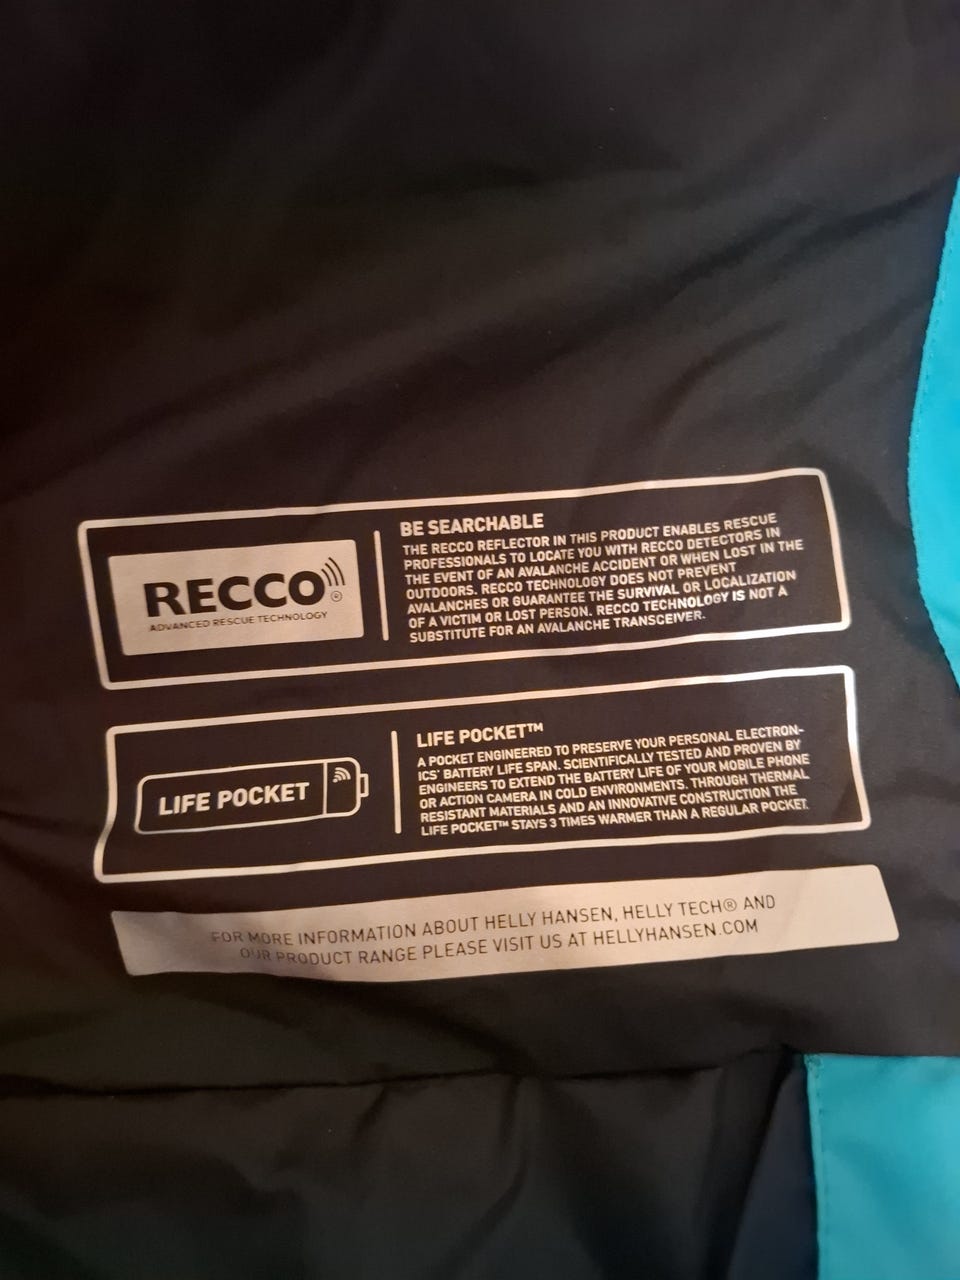 RECCO®
ADVANCED RESCUE TECHNOLOGY
BE SEARCHABLE
THE RECCO REFLECTOR IN THIS PRODUCT ENABLES RESCUE
PROFESSIONALS TO LOCATE YOU WITH RECCO DETECTORS IN
THE EVENT OF AN AVALANCHE ACCIDENT OR WHEN LOST IN THE
OUTDOORS. RECCO TECHNOLOGY DOES NOT PREVENT
AVALANCHES OR GUARANTEE THE SURVIVAL OR LOCALIZATION
OF A VICTIM OR LOST PERSON. RECCO TECHNOLOGY IS NOT A
SUBSTITUTE FOR AN AVALANCHE TRANSCEIVER.
LIFE POCKET
LIFE POCKET™
A POCKET ENGINEERED TO PRESERVE YOUR PERSONAL ELECTRON-
ICS' BATTERY LIFE SPAN. SCIENTIFICALLY TESTED AND PROVEN BY
ENGINEERS TO EXTEND THE BATTERY LIFE OF YOUR MOBILE PHONE
OR ACTION CAMERA IN COLD ENVIRONMENTS. THROUGH THERMAL
RESISTANT MATERIALS AND AN INNOVATIVE CONSTRUCTION THE
LIFE POCKET™ STAYS 3 TIMES WARMER THAN A REGULAR POCKET.
FOR MORE INFORMATION ABOUT HELLY HANSEN, HELLY TECH® AND
OUR PRODUCT RANGE PLEASE VISIT US AT HELLYHANSEN.COM